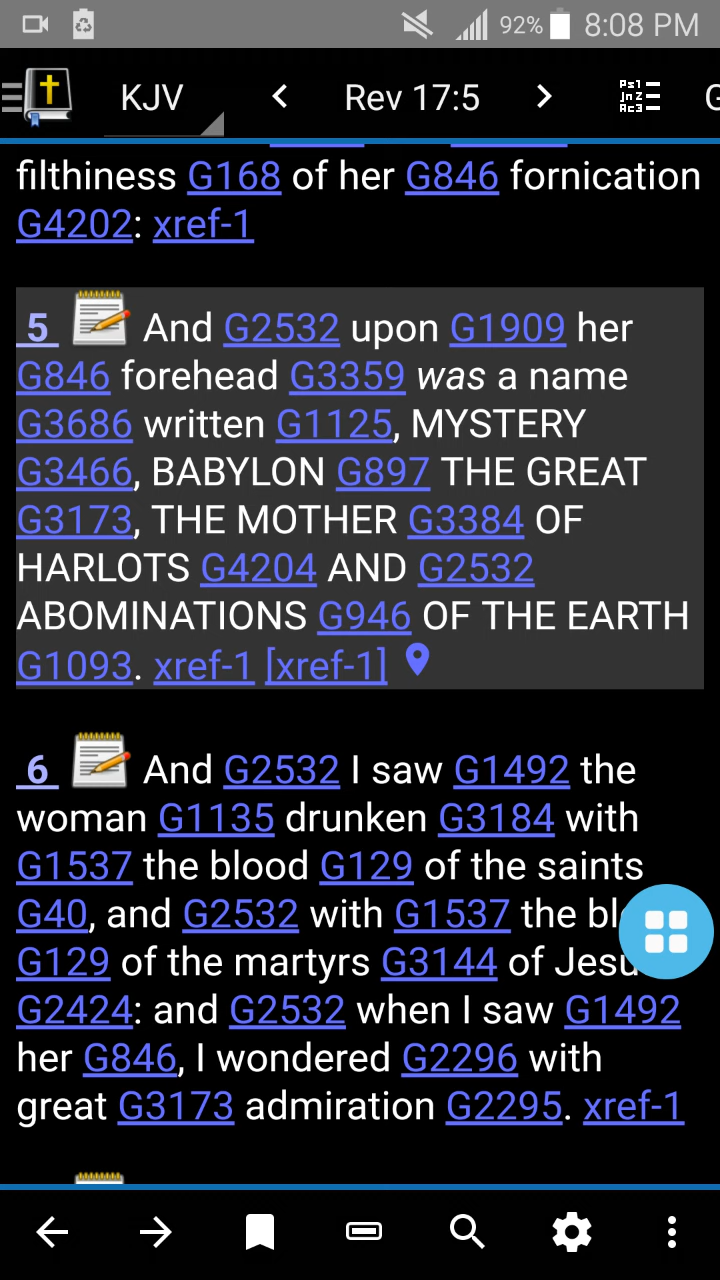 92% 8:08 PM
KJV < Rev 17:5 > Ps1 Jn2 Ac3 G
filthiness G168 of her G846 fornication
G4202: xref-1
5 And G2532 upon G1909 her
G846 forehead G3359 was a name
G3686 written G1125, MYSTERY
G3466, BABYLON G897 THE GREAT
G3173, THE MOTHER G3384 OF
HARLOTS G4204 AND G2532
ABOMINATIONS G946 OF THE EARTH
G1093. xref-1 [xref-1]
6 And G2532 I saw G1492 the
woman G1135 drunken G3184 with
G1537 the blood G129 of the saints
G40, and G2532 with G1537 the
G129 of the martyrs G3144 of Jesu
G2424: and G2532 when I saw G1492
her G846, I wondered G2296 with
great G3173 admiration G2295. xref-1